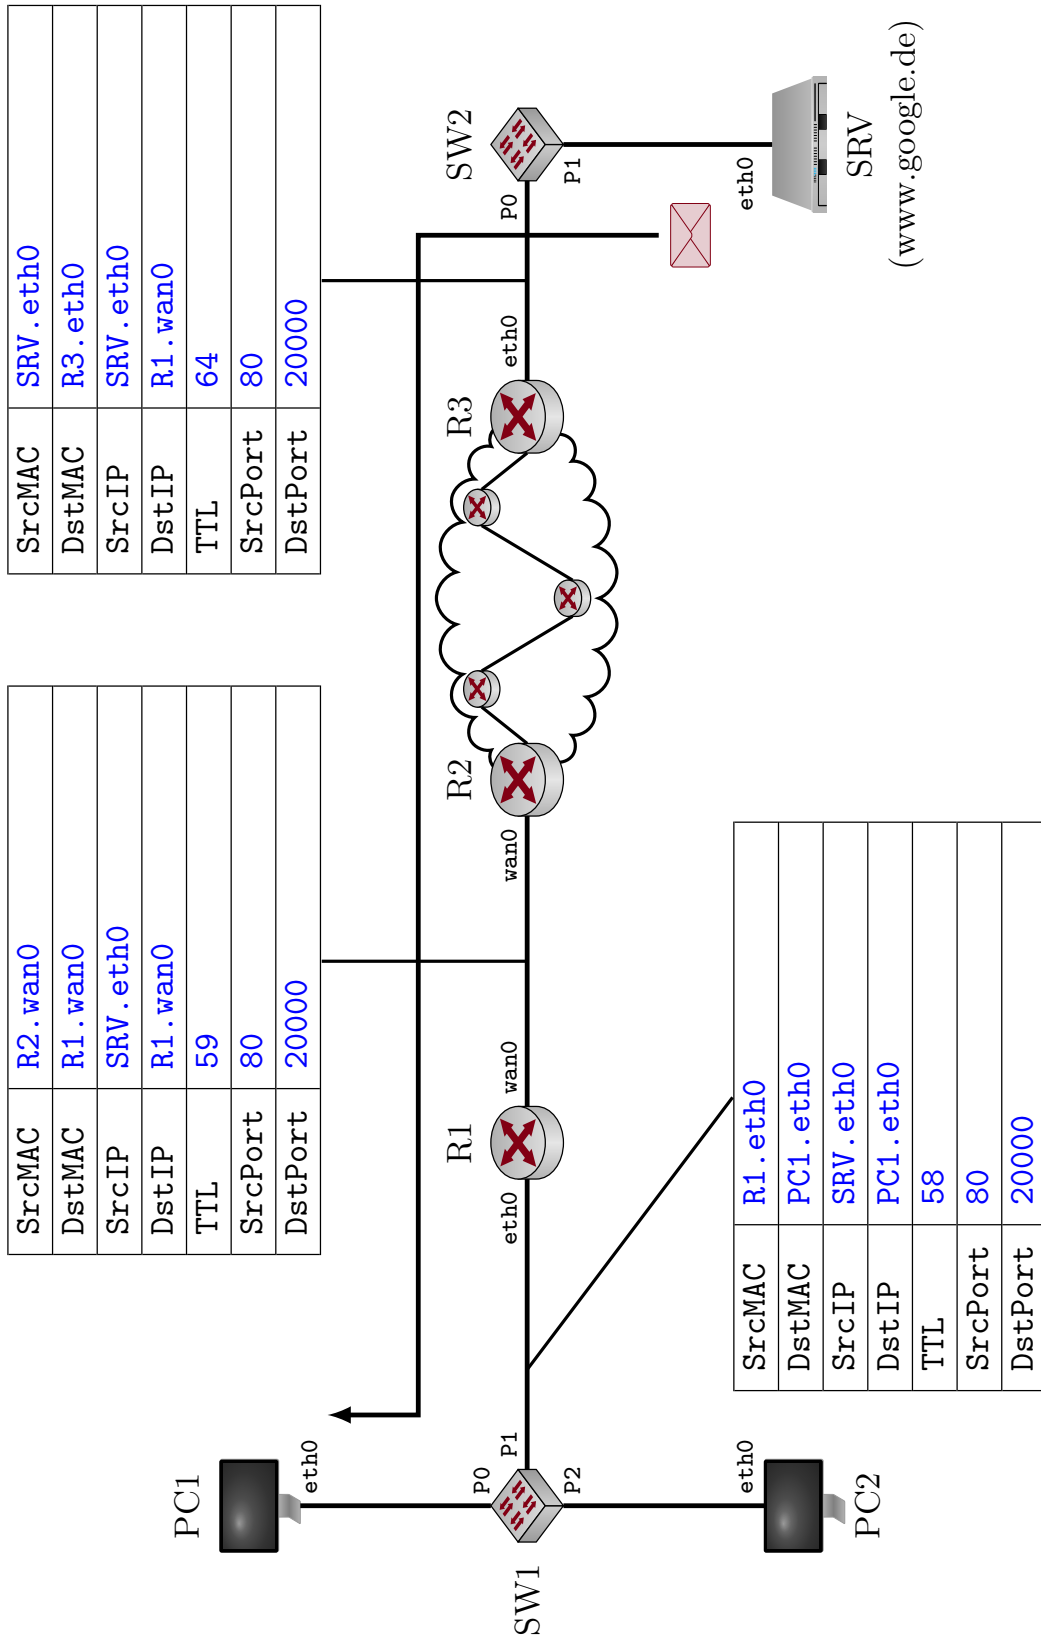 SrcMAC R2.wan0
DstMAC R1.wan0
SrcIP SRV.eth0
DstIP R1.wan0
TTL 59
SrcPort 80
DstPort 20000
SrcMAC SRV.eth0
DstMAC R3.eth0
SrcIP SRV.eth0
DstIP R1.wan0
TTL 64
SrcPort 80
DstPort 20000
PC1
eth0
SW1
P0
P1
P2
eth0
R1
wan0
wan0
R2
R3
eth0
P0
SW2
P1
eth0
PC2
eth0
SRV
(www.google.de)
SrcMAC R1.eth0
DstMAC PC1.eth0
SrcIP SRV.eth0
DstIP PC1.eth0
TTL 58
SrcPort 80
DstPort 20000